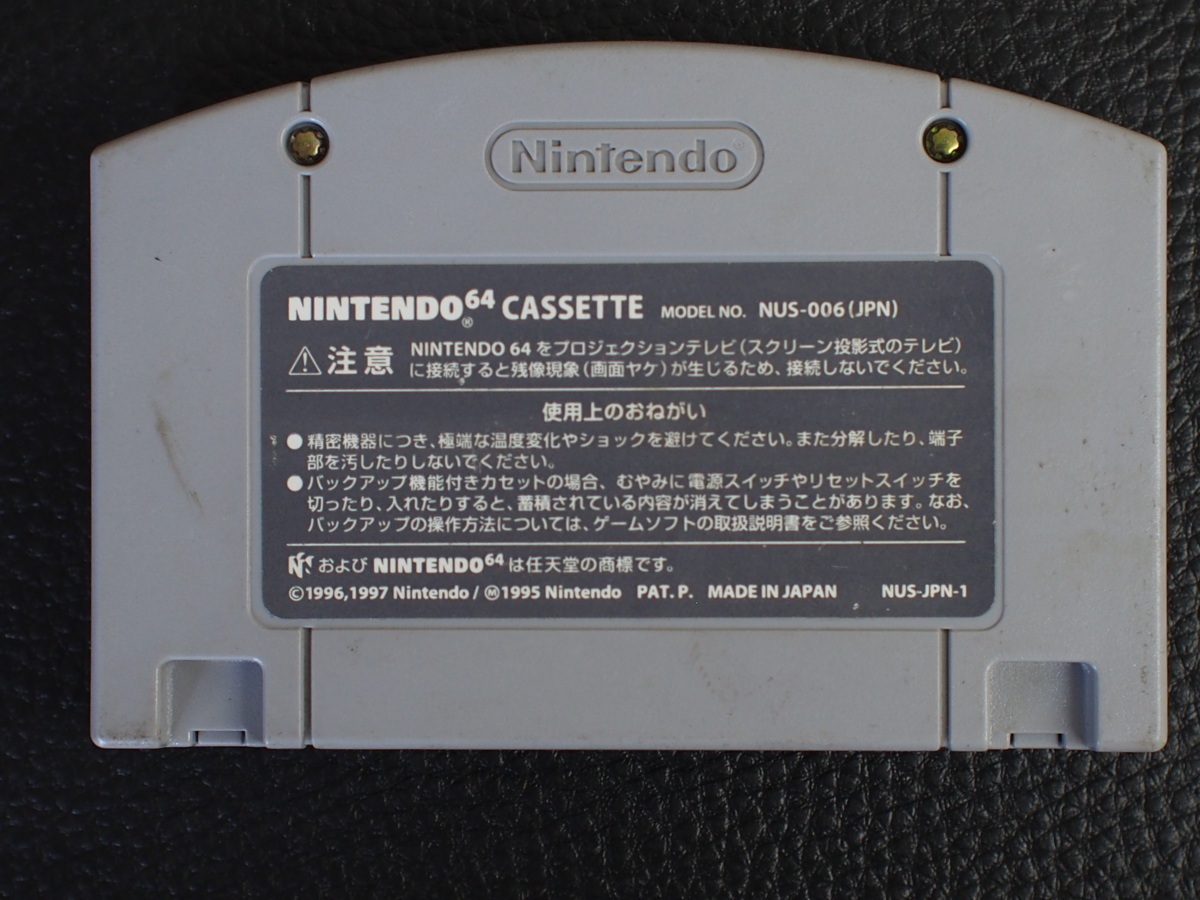 Nintendo
NINTENDO64® CASSETTE MODEL NO. NUS-006(JPN)
⚠注意 NINTENDO 64 をプロジェクションテレビ(スクリーン投影式のテレビ)
に接続すると残像現象(画面ヤケ)が生じるため、接続しないでください。
使用上のおねがい
●精密機器につき、極端な温度変化やショックを避けてください。また分解したり、端子
部を汚したりしないでください。
●バックアップ機能付きカセットの場合、むやみに電源スイッチやリセットスイッチを
切ったり、入れたりすると、蓄積されている内容が消えてしまうことがあります。なお、
バックアップの操作方法については、ゲームソフトの取扱説明書をご参照ください。
および NINTENDO64 は任天堂の商標です。
©1996,1997 Nintendo / Ⓜ1995 Nintendo PAT. P. MADE IN JAPAN NUS-JPN-1